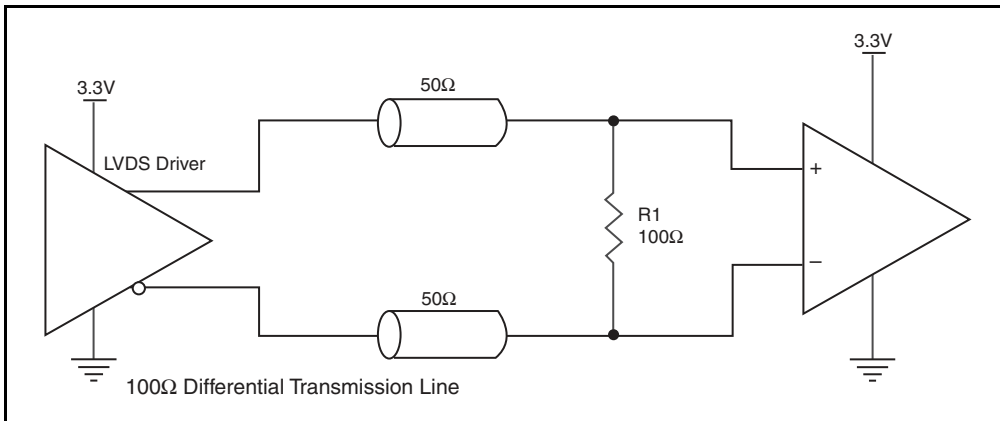 3.3V
50Ω
3.3V
LVDS Driver
+
R1
100Ω
–
50Ω
100Ω Differential Transmission Line